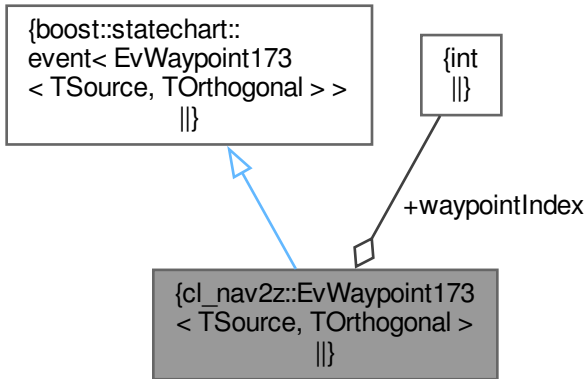 {boost::statechart::
event< EvWaypoint173
< TSource, TOrthogonal > >
||}
{int
||}
+waypointIndex
{cl_nav2z::EvWaypoint173
< TSource, TOrthogonal >
||}